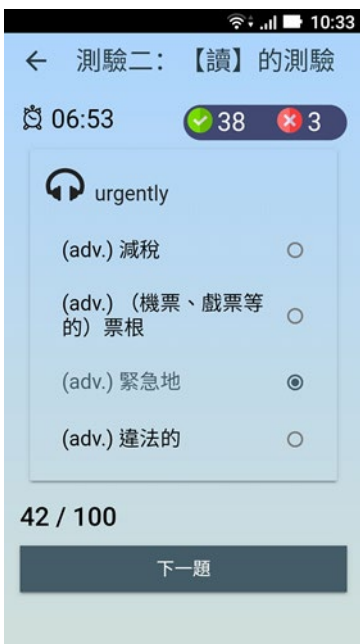 10:33
測驗二：【讀】的測驗
06:53 38 3
urgently
(adv.) 減稅
(adv.) （機票、戲票等
的）票根
(adv.) 緊急地
(adv.) 違法的
42 / 100
下一題